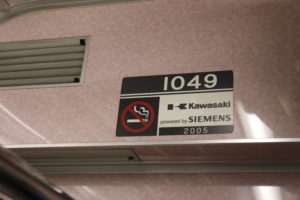 1049
Kawasaki
powered by SIEMENS
2005